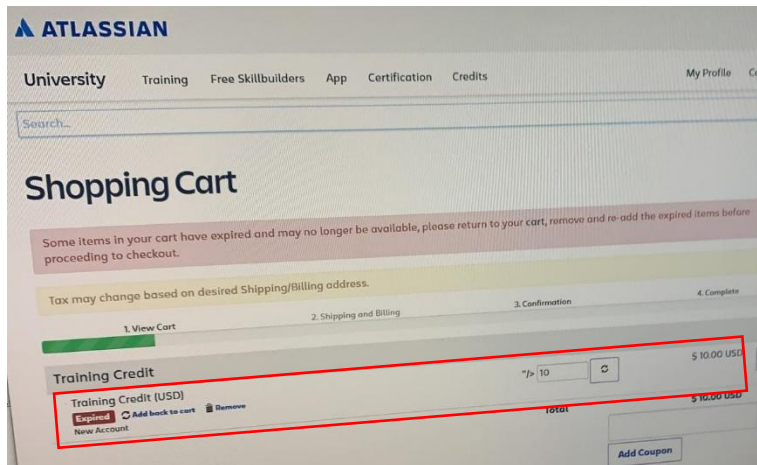 ATLASSIAN
University Training Free Skillbuilders App Certification Credits My Profile
Search...
Shopping Cart
Some items in your cart have expired and may no longer be available, please return to your cart, remove and re-add the expired items before
proceeding to checkout.
Tax may change based on desired Shipping/Billing address.
1. View Cart 2. Shipping and Billing 3. Confirmation 4. Complete
Training Credit
Training Credit (USD) "/> 10 $ 10.00 USD
Expired Add back to cart Remove
New Account
Total $ 10.00 USD
Add Coupon